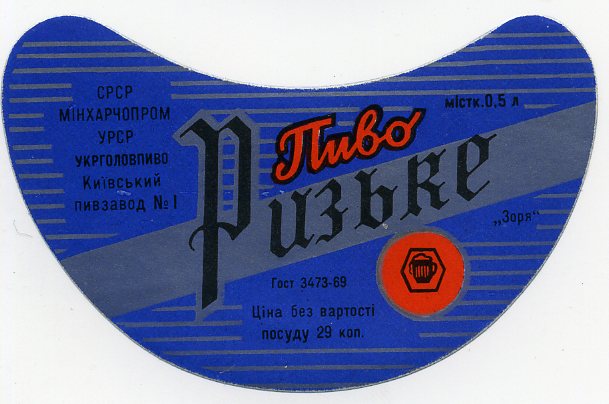 СРСР
МІНХАРЧОПРОМ
УРСР
УКРГОЛОВПИВО
Київський
пивзавод №1
Пиво
Ризьке
містк.0,5 л
„Зоря“
Гост 3473-69
Ціна без вартості
посуду 29 коп.